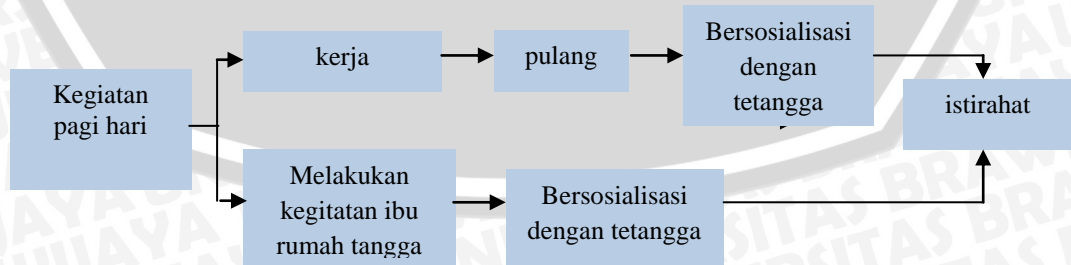 Kegiatan
pagi hari
kerja
pulang
Bersosialisasi
dengan
tetangga
istirahat
Melakukan
kegitatan ibu
rumah tangga
Bersosialisasi
dengan tetangga